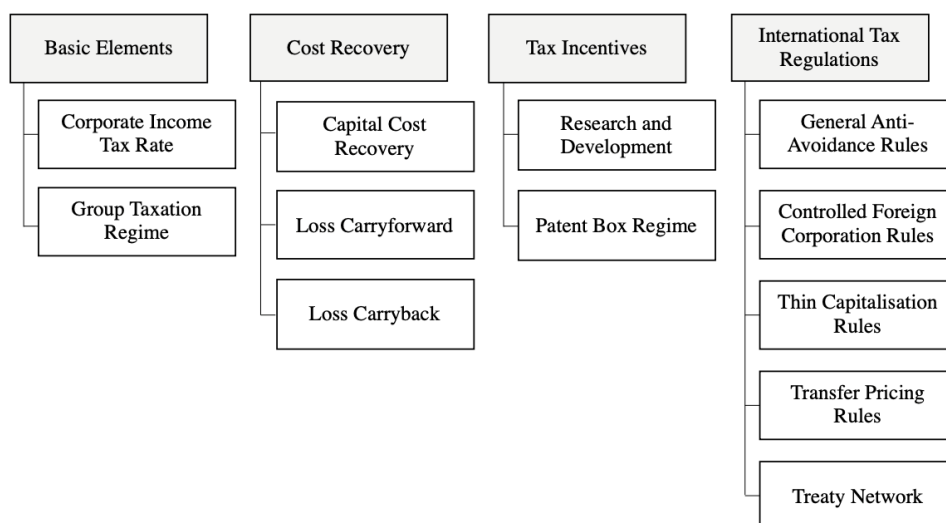 Basic Elements
Corporate Income
Tax Rate
Group Taxation
Regime
Cost Recovery
Capital Cost
Recovery
Loss Carryforward
Loss Carryback
Tax Incentives
Research and
Development
Patent Box Regime
International Tax
Regulations
General Anti-
Avoidance Rules
Controlled Foreign
Corporation Rules
Thin Capitalisation
Rules
Transfer Pricing
Rules
Treaty Network